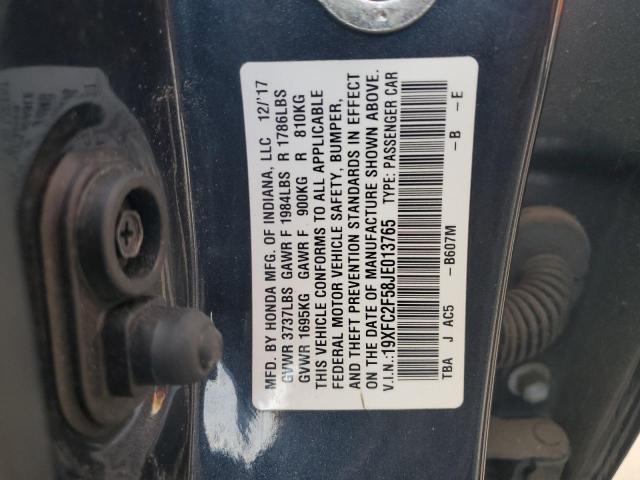 MFD. BY HONDA MFG. OF INDIANA, LLC 12/'17
GVWR 3737LBS GAWR F 1984LBS R 1786LBS
GVWR 1695KG GAWR F 900KG R 810KG
THIS VEHICLE CONFORMS TO ALL APPLICABLE
FEDERAL MOTOR VEHICLE SAFETY, BUMPER,
AND THEFT PREVENTION STANDARDS IN EFFECT
ON THE DATE OF MANUFACTURE SHOWN ABOVE.
V.I.N.:19XFC2F58JE013765 TYPE: PASSENGER CAR
TBA J AC5 -B607M -B -E